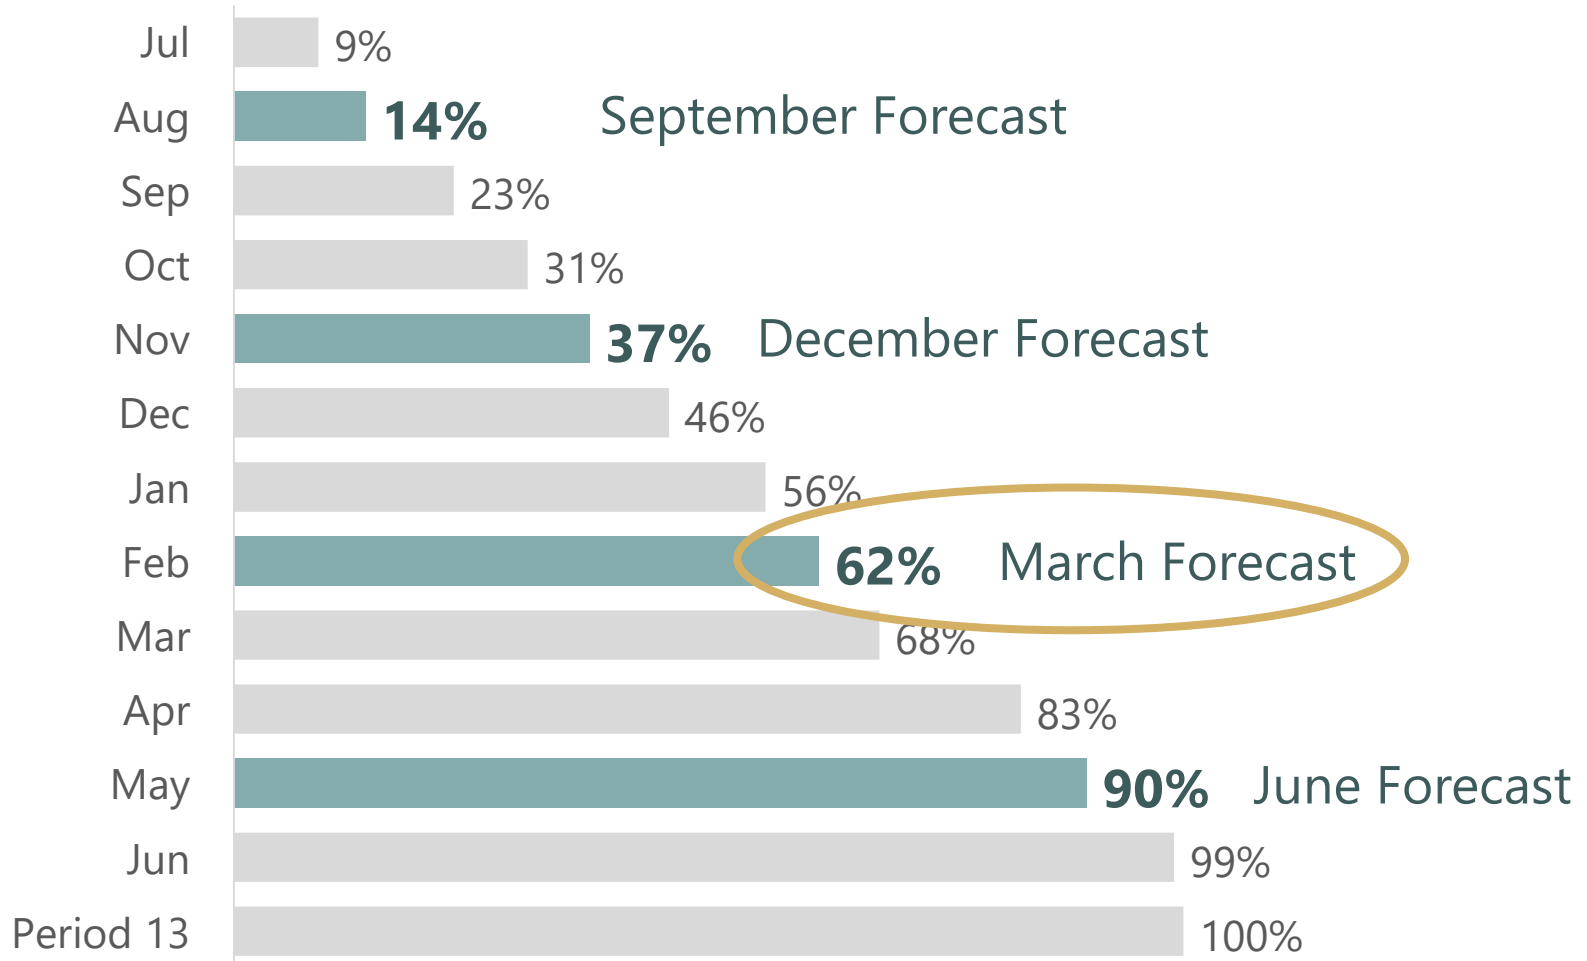 Jul 9%
Aug 14% September Forecast
Sep 23%
Oct 31%
Nov 37% December Forecast
Dec 46%
Jan 56%
Feb 62% March Forecast
Mar 68%
Apr 83%
May 90% June Forecast
Jun 99%
Period 13 100%